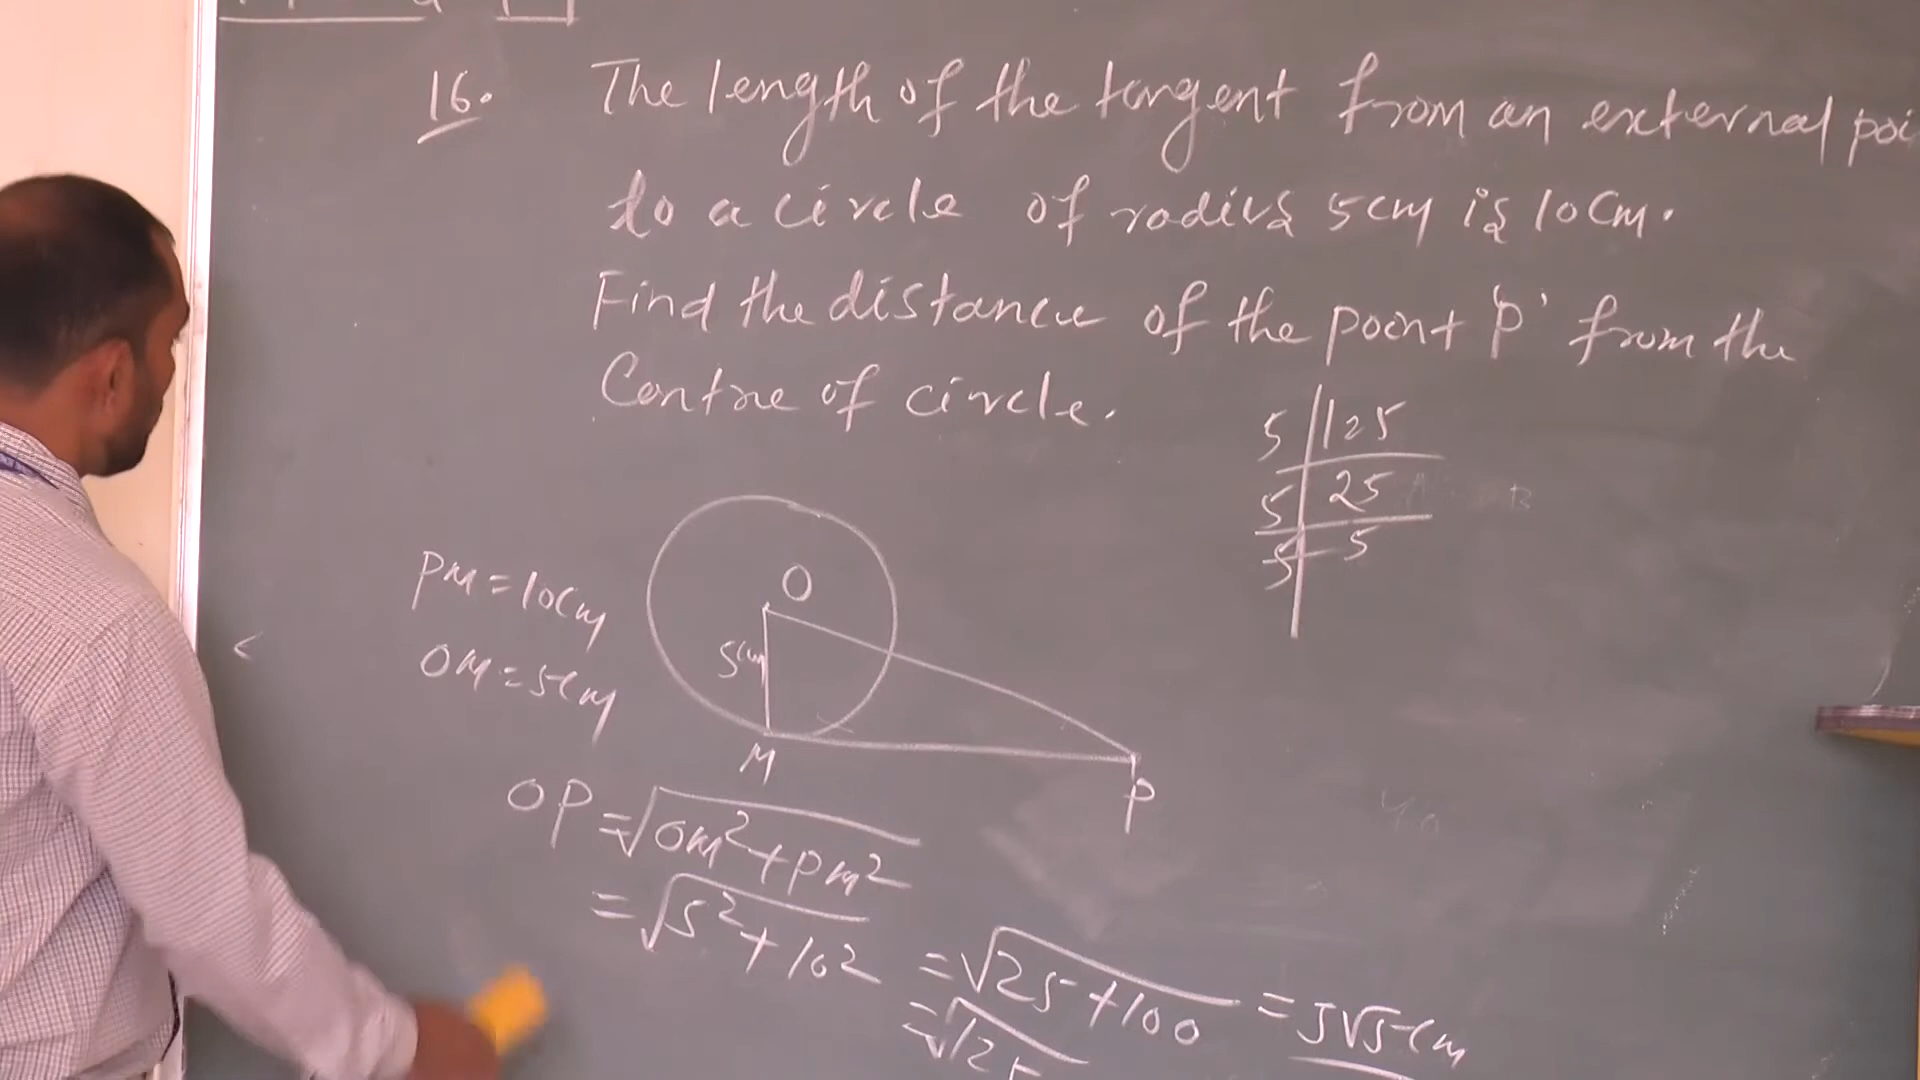 16. The length of the tangent from an external poi
to a circle of radius 5cm is 10cm.
Find the distance of the point 'p' from the
Centre of circle.
5 | 125
5 | 25
5 | 5
O
PM = 10cm
OM = 5cm
5cm
M
P
OP = √OM²+PM²
= √5²+10² = √25+100 = 5√5 cm
= √125